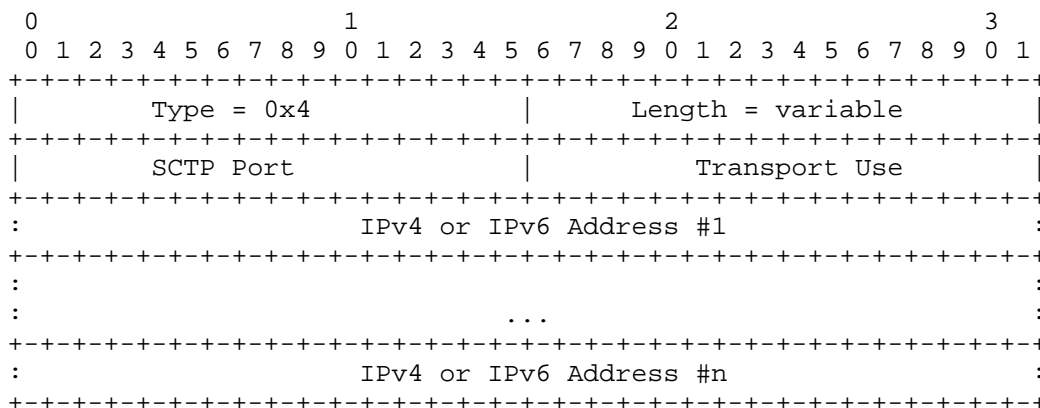 0                   1                   2                   3
 0 1 2 3 4 5 6 7 8 9 0 1 2 3 4 5 6 7 8 9 0 1 2 3 4 5 6 7 8 9 0 1
+-+-+-+-+-+-+-+-+-+-+-+-+-+-+-+-+-+-+-+-+-+-+-+-+-+-+-+-+-+-+-+-+
|        Type = 0x4             |      Length = variable        |
+-+-+-+-+-+-+-+-+-+-+-+-+-+-+-+-+-+-+-+-+-+-+-+-+-+-+-+-+-+-+-+-+
|        SCTP Port              |          Transport Use        |
+-+-+-+-+-+-+-+-+-+-+-+-+-+-+-+-+-+-+-+-+-+-+-+-+-+-+-+-+-+-+-+-+
:                     IPv4 or IPv6 Address #1                   :
+-+-+-+-+-+-+-+-+-+-+-+-+-+-+-+-+-+-+-+-+-+-+-+-+-+-+-+-+-+-+-+-+
:                                                               :
:                              ...                              :
+-+-+-+-+-+-+-+-+-+-+-+-+-+-+-+-+-+-+-+-+-+-+-+-+-+-+-+-+-+-+-+-+
:                     IPv4 or IPv6 Address #n                   :
+-+-+-+-+-+-+-+-+-+-+-+-+-+-+-+-+-+-+-+-+-+-+-+-+-+-+-+-+-+-+-+-+